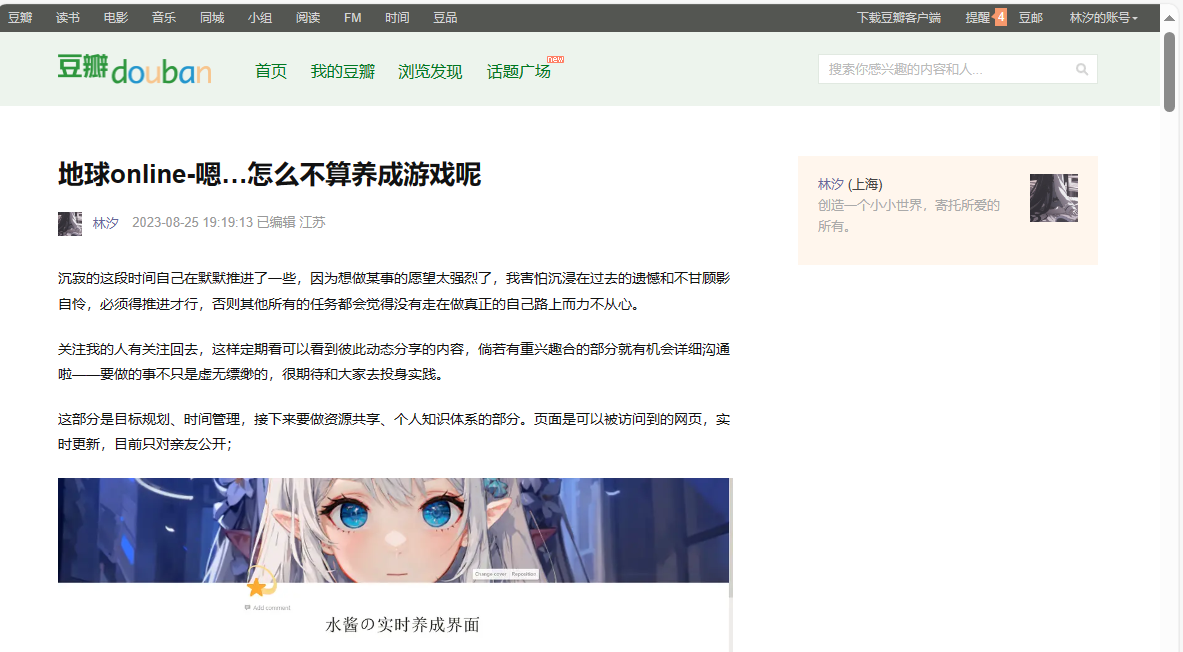 豆瓣 读书 电影 音乐 同城 小组 阅读 FM 时间 豆品 下载豆瓣客户端 提醒 4 豆邮 林汐的账号
豆瓣douban 首页 我的豆瓣 浏览发现 话题广场 new 搜索你感兴趣的内容和人...
地球online-嗯…怎么不算养成游戏呢
林汐 2023-08-25 19:19:13 已编辑 江苏
林汐 (上海)
创造一个小小世界，寄托所爱的
所有。
沉寂的这段时间自己在默默推进了一些，因为想做某事的愿望太强烈了，我害怕沉浸在过去的遗憾和不甘顾影
自怜，必须得推进才行，否则其他所有的任务都会觉得没有走在做真正的自己路上而力不从心。
关注我的人有关注回去，这样定期看可以看到彼此动态分享的内容，倘若有重兴趣合的部分就有机会详细沟通
啦——要做的事不只是虚无缥缈的，很期待和大家去投身实践。
这部分是目标规划、时间管理，接下来要做资源共享、个人知识体系的部分。页面是可以被访问到的网页，实
时更新，目前只对亲友公开；
Change cover Reposition
Add comment
水酱の实时养成界面